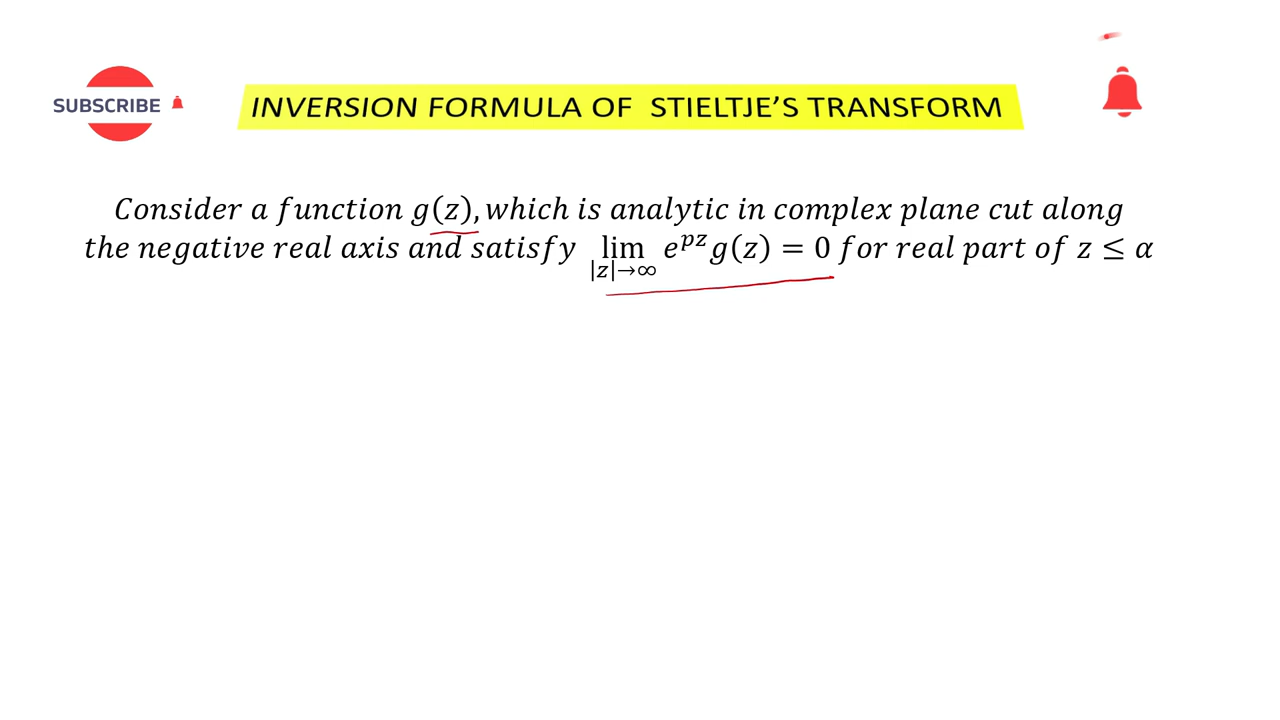 SUBSCRIBE
INVERSION FORMULA OF STIELTJE’S TRANSFORM
Consider a function g(z), which is analytic in complex plane cut along
the negative real axis and satisfy lim e^{pz} g(z) = 0 for real part of z ≤ α
|z|→∞